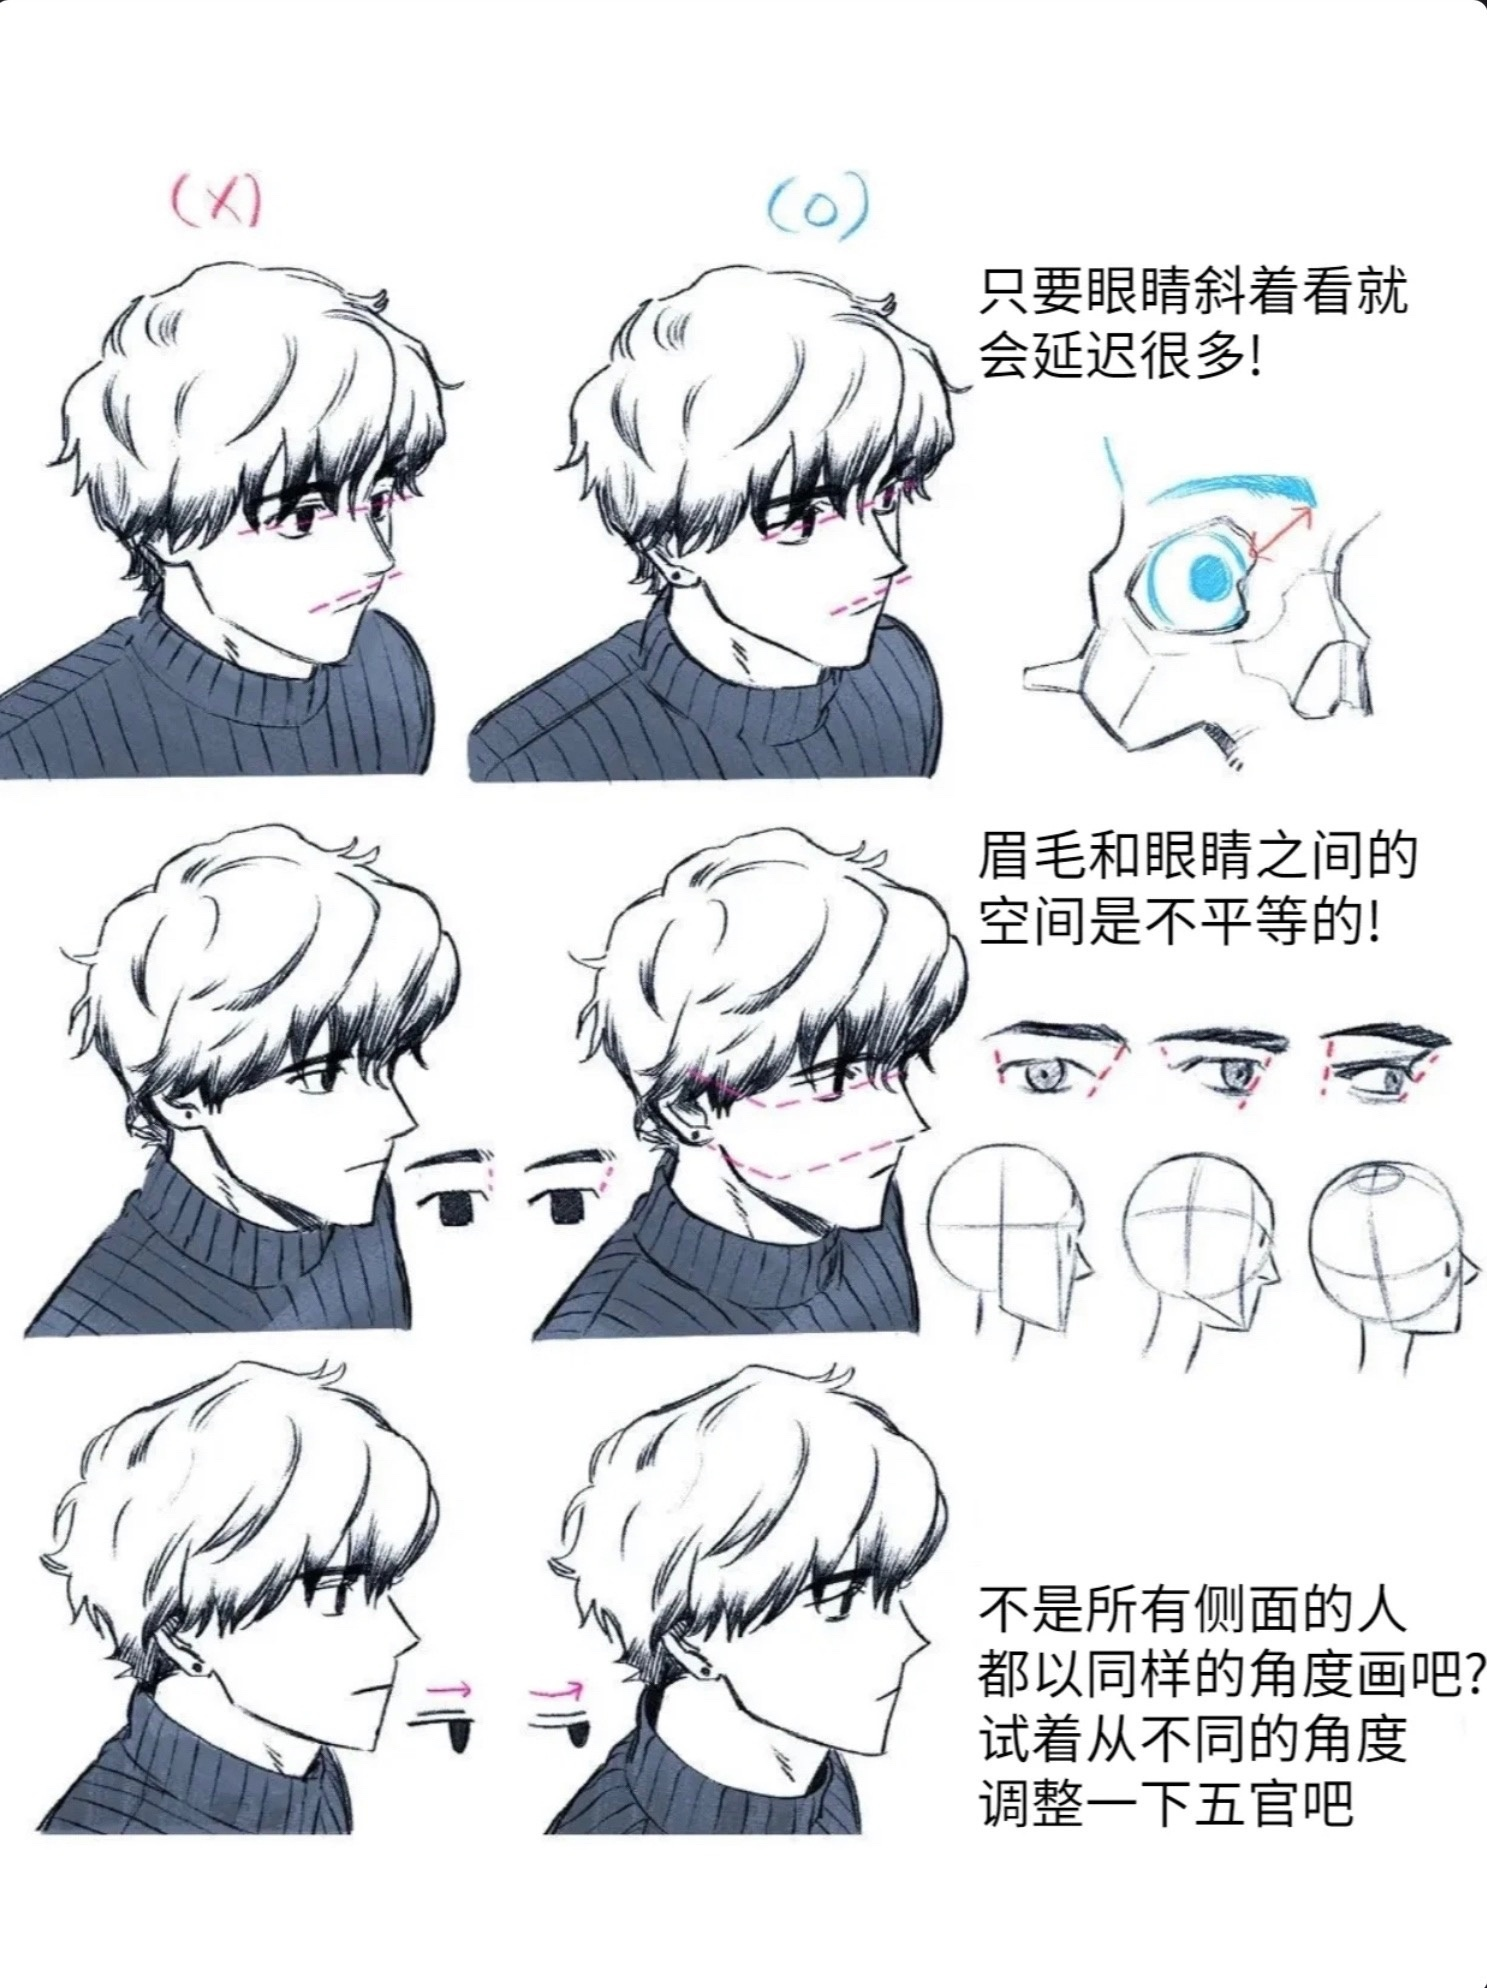 (X)
(O)
只要眼睛斜着看就
会延迟很多!
眉毛和眼睛之间的
空间是不平等的!
不是所有侧面的人
都以同样的角度画吧?
试着从不同的角度
调整一下五官吧